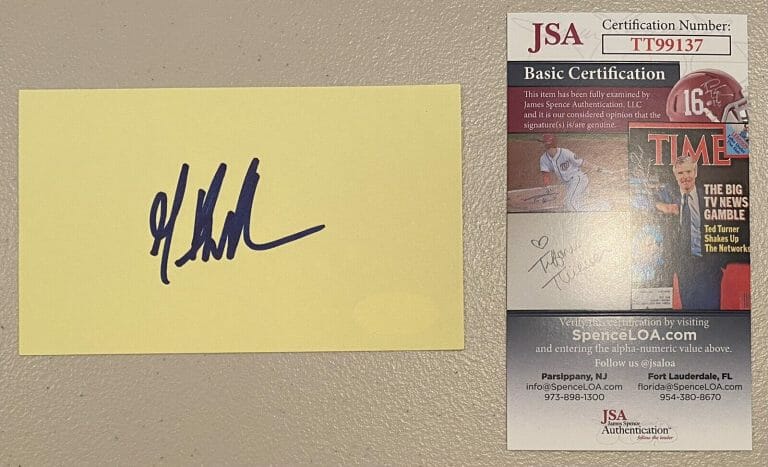 JSA
Certification Number:
TT99137
Basic Certification
This item has been fully examined by
James Spence Authentication, LLC
and it is our considered opinion that the
signature(s) is/are genuine.
16
TIME
THE BIG
TV NEWS
GAMBLE
Ted Turner
Shakes Up
The Networks
Verify this certification by visiting
SpenceLOA.com
and entering the alpha-numeric value above.
Follow us @jsaloa
Parsippany, NJ
info@SpenceLOA.com
973-898-1300
Fort Lauderdale, FL
florida@SpenceLOA.com
954-380-8670
JSA
James Spence
Authentication
follow the leader